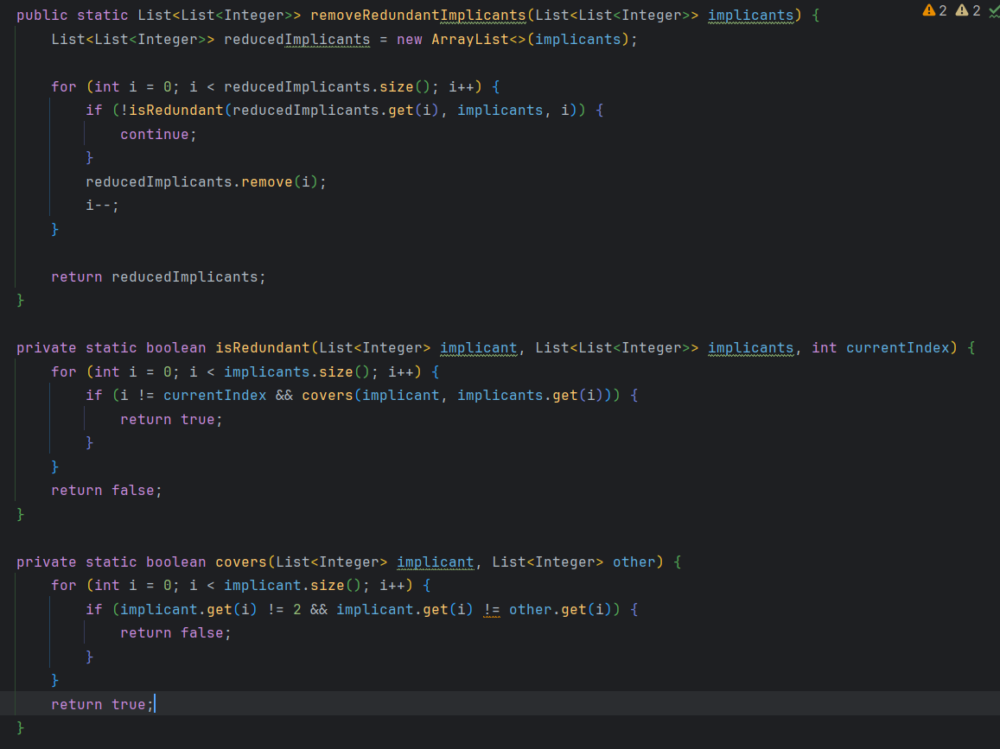 public static List<List<Integer>> removeRedundantImplicants(List<List<Integer>> implicants) {
2 2
    List<List<Integer>> reducedImplicants = new ArrayList<>(implicants);

    for (int i = 0; i < reducedImplicants.size(); i++) {
        if (!isRedundant(reducedImplicants.get(i), implicants, i)) {
            continue;
        }
        reducedImplicants.remove(i);
        i--;
    }

    return reducedImplicants;
}

private static boolean isRedundant(List<Integer> implicant, List<List<Integer>> implicants, int currentIndex) {
    for (int i = 0; i < implicants.size(); i++) {
        if (i != currentIndex && covers(implicant, implicants.get(i))) {
            return true;
        }
    }
    return false;
}

private static boolean covers(List<Integer> implicant, List<Integer> other) {
    for (int i = 0; i < implicant.size(); i++) {
        if (implicant.get(i) != 2 && implicant.get(i) != other.get(i)) {
            return false;
        }
    }
    return true;
}